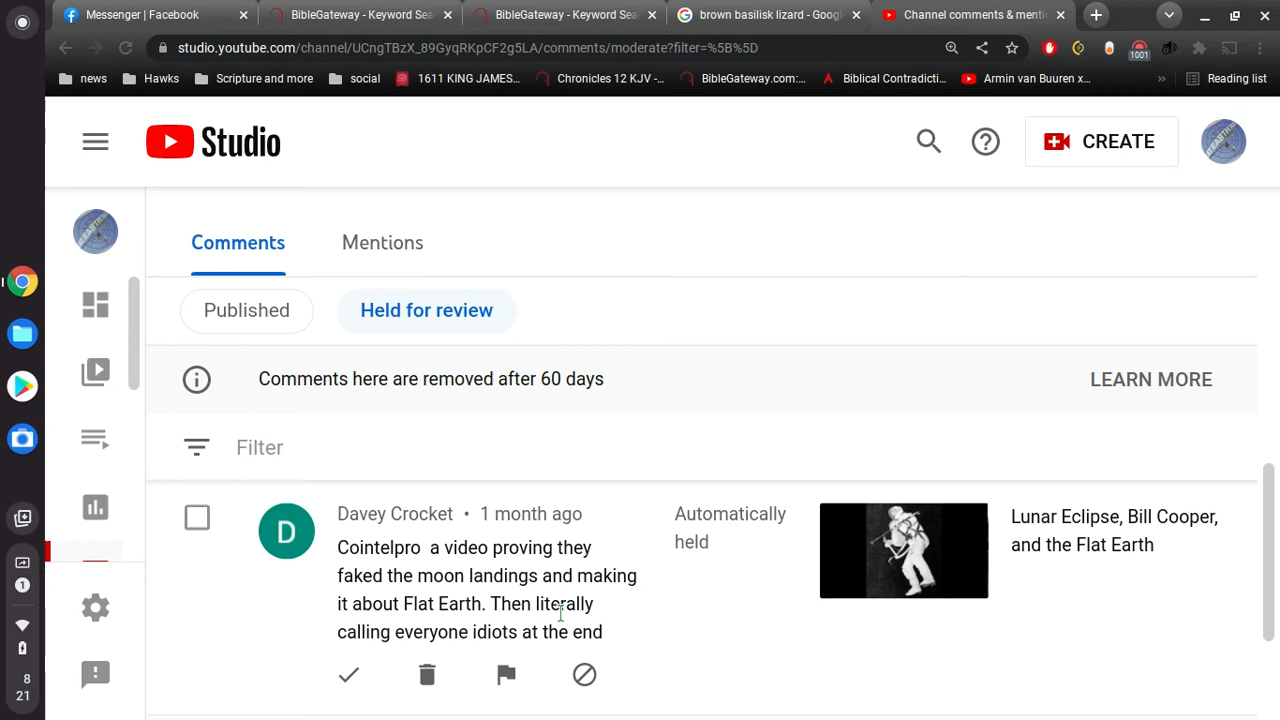 Messenger | Facebook
BibleGateway - Keyword Sea
BibleGateway - Keyword Sea
brown basilisk lizard - Googl
Channel comments & menti
studio.youtube.com/channel/UCngTBzX_89GyqRKpCF2g5LA/comments/moderate?filter=%5B%5D
1001
news
Hawks
Scripture and more
social
1611 KING JAMES...
Chronicles 12 KJV -...
BibleGateway.com:...
Biblical Contradicti...
Armin van Buuren x...
Reading list
Studio
CREATE
Comments
Mentions
Published
Held for review
Comments here are removed after 60 days
LEARN MORE
Filter
D
Davey Crocket • 1 month ago
Cointelpro a video proving they
faked the moon landings and making
it about Flat Earth. Then literally
calling everyone idiots at the end
Automatically
held
Lunar Eclipse, Bill Cooper,
and the Flat Earth
1
8
21